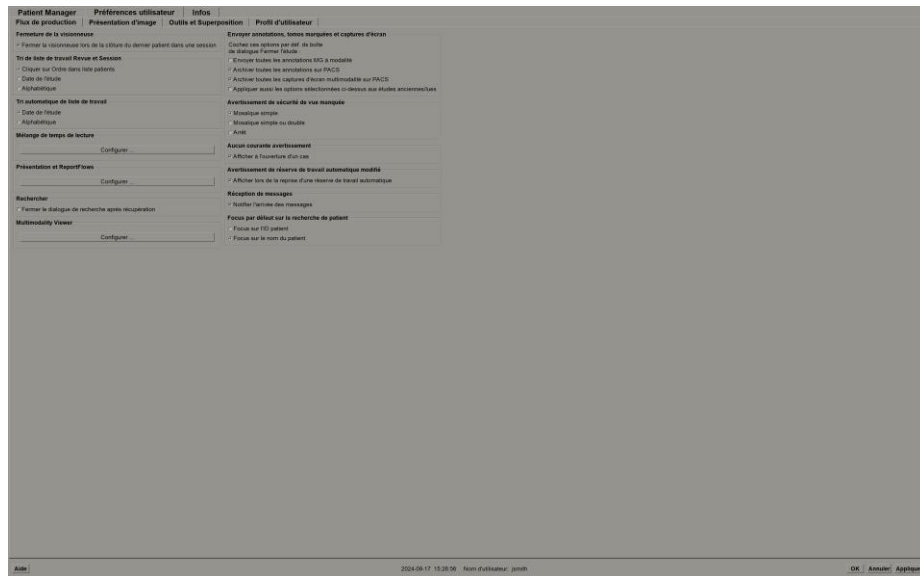 Patient Manager Préférences utilisateur Infos
Flux de production Présentation d'image Outils et Superposition Profil d'utilisateur
Fermeture de la visionneuse
Fermer la visionneuse lors de la clôture du dernier patient dans une session
Tri de liste de travail Revue et Session
Cliquer sur Ordre dans liste patients
Date de l'étude
Alphabétique
Tri automatique de liste de travail
Date de l'étude
Alphabétique
Mélange de temps de lecture
Configurer ...
Présentation et ReportFlows
Configurer ...
Rechercher
Fermer le dialogue de recherche après récupération
Multimodality Viewer
Configurer ...
Envoyer annotations, tomos marquées et captures d'écran
Cochez ces options par déf. de boîte
de dialogue Fermer l'étude.
Envoyer toutes les annotations MG à modalité
Archiver toutes les annotations sur PACS
Archiver toutes les captures d'écran multimodalité sur PACS
Appliquer aussi les options sélectionnées ci-dessus aux études anciennes/lues
Avertissement de sécurité de vue manquée
Mosaïque simple
Mosaïque simple ou double
Arrêt
Aucun courante avertissement
Afficher à l'ouverture d'un cas
Avertissement de réserve de travail automatique modifié
Afficher lors de la reprise d'une réserve de travail automatique
Réception de messages
Notifier l'arrivée des messages
Focus par défaut sur la recherche de patient
Focus sur l'ID patient
Focus sur le nom du patient
Aide 2024-09-17 13:28:56 Nom d'utilisateur: jsmith OK Annuler Applique